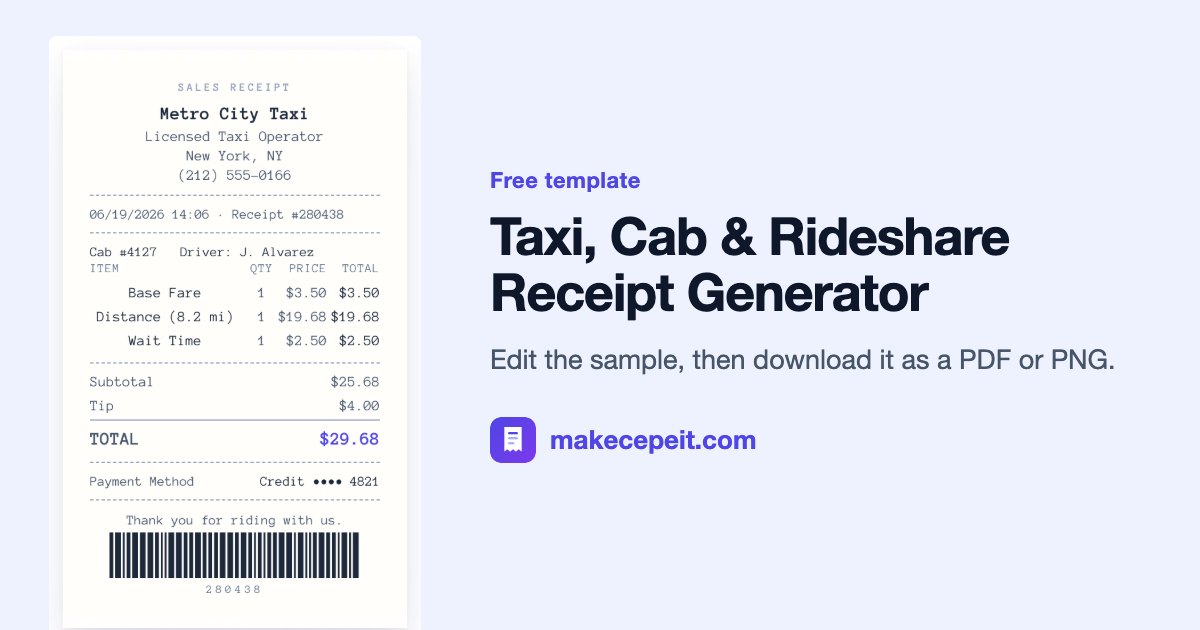 SALES RECEIPT
Metro City Taxi
Licensed Taxi Operator
New York, NY
(212) 555-0166
06/19/2026 14:06 · Receipt #280438
Cab #4127 Driver: J. Alvarez
ITEM QTY PRICE TOTAL
Base Fare 1 $3.50 $3.50
Distance (8.2 mi) 1 $19.68 $19.68
Wait Time 1 $2.50 $2.50
Subtotal $25.68
Tip $4.00
TOTAL $29.68
Payment Method Credit •••• 4821
Thank you for riding with us.
280438
Free template
Taxi, Cab & Rideshare
Receipt Generator
Edit the sample, then download it as a PDF or PNG.
makecepeit.com